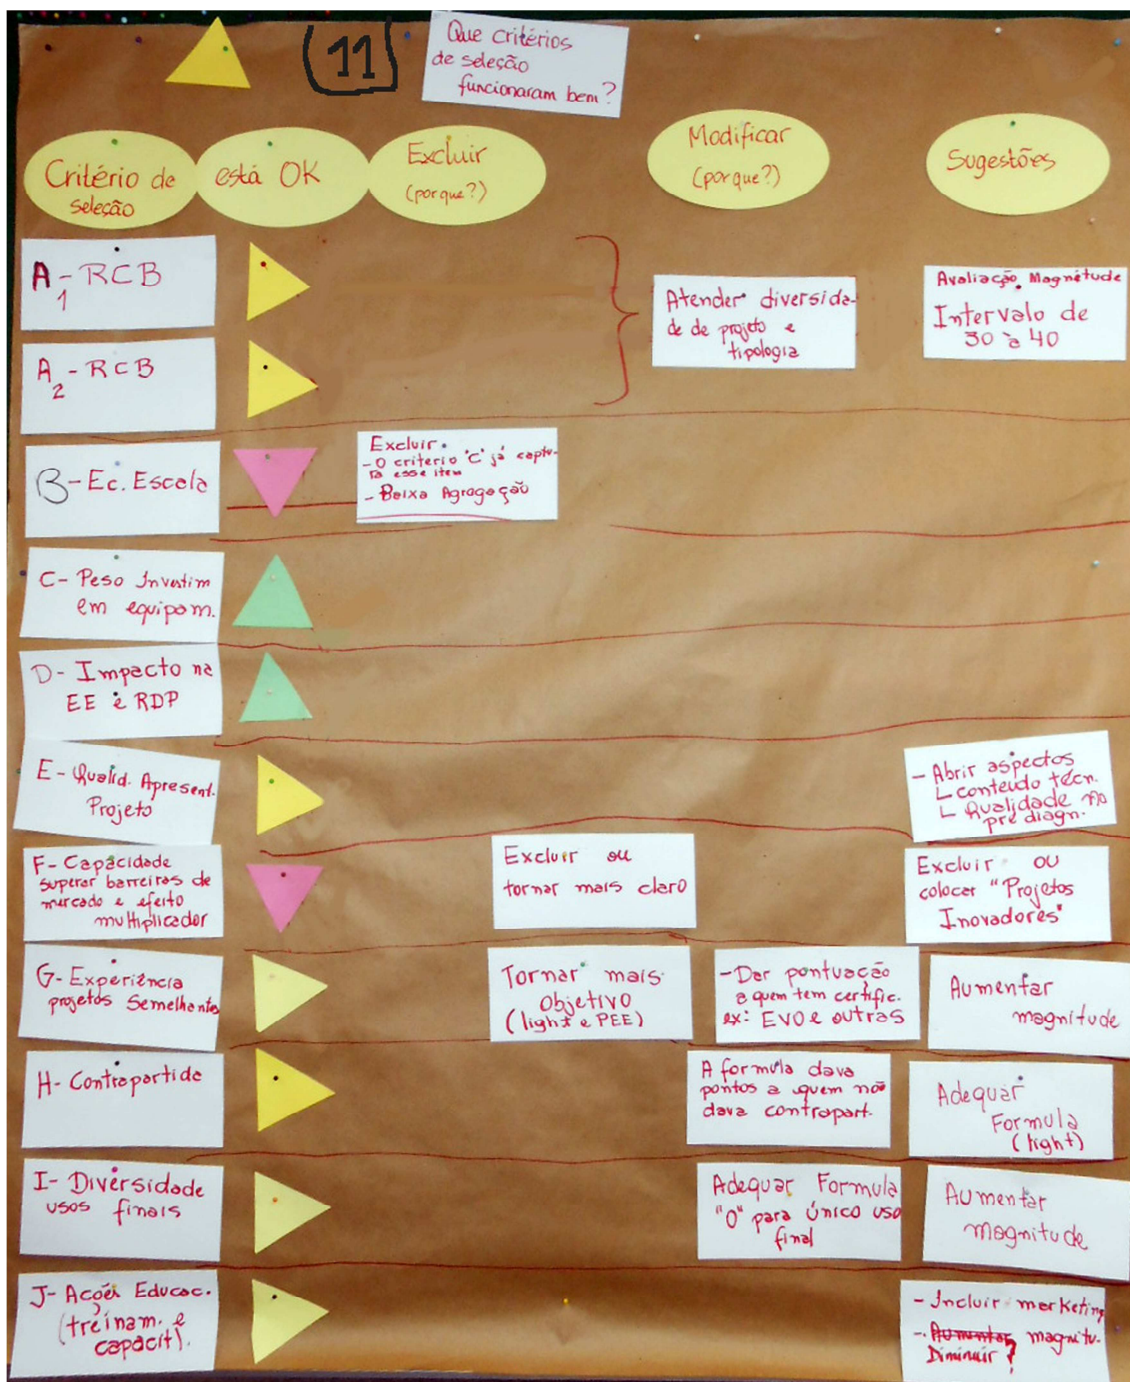 11
Que critérios
de seleção
funcionaram bem?
Critério de
seleção
está OK
Excluir
(porque?)
Modificar
(porque?)
Sugestões
A1 - RCB
Atender diversida-
de de projeto e
tipologia
Avaliação Magnitude
Intervalo de
30 à 40
A2 - RCB
B - Ec. Escala
Excluir.
- O criterio "C" já captu-
ra esse item
- Baixa Agregação
C - Peso Investim
em equipam.
D - Impacto na
EE e RDP
E - Qualid. Apresent.
Projeto
- Abrir aspectos
conteudo técn.
Qualidade no
pré diagn.
F - Capacidade
superar barreiras de
mercado e efeito
multiplicador
Excluir ou
tornar mais claro
Excluir ou
colocar "Projetos
Inovadores"
G - Experiência
projetos Semelhantes
Tornar mais
objetivo
(light e PEE)
- Dar pontuação
a quem tem certific.
ex: EVO e outras
Aumentar
magnitude
H - Contrapartida
A formula dava
pontos a quem não
dava contrapart.
Adequar
Formula
(light)
I - Diversidade
usos finais
Adequar Formula
"0" para único uso
final
Aumentar
magnitude
J - Ações Educac.
(treinam. e
capacit).
- Incluir marketing
- Aumentar magnitu.
Diminuir ?